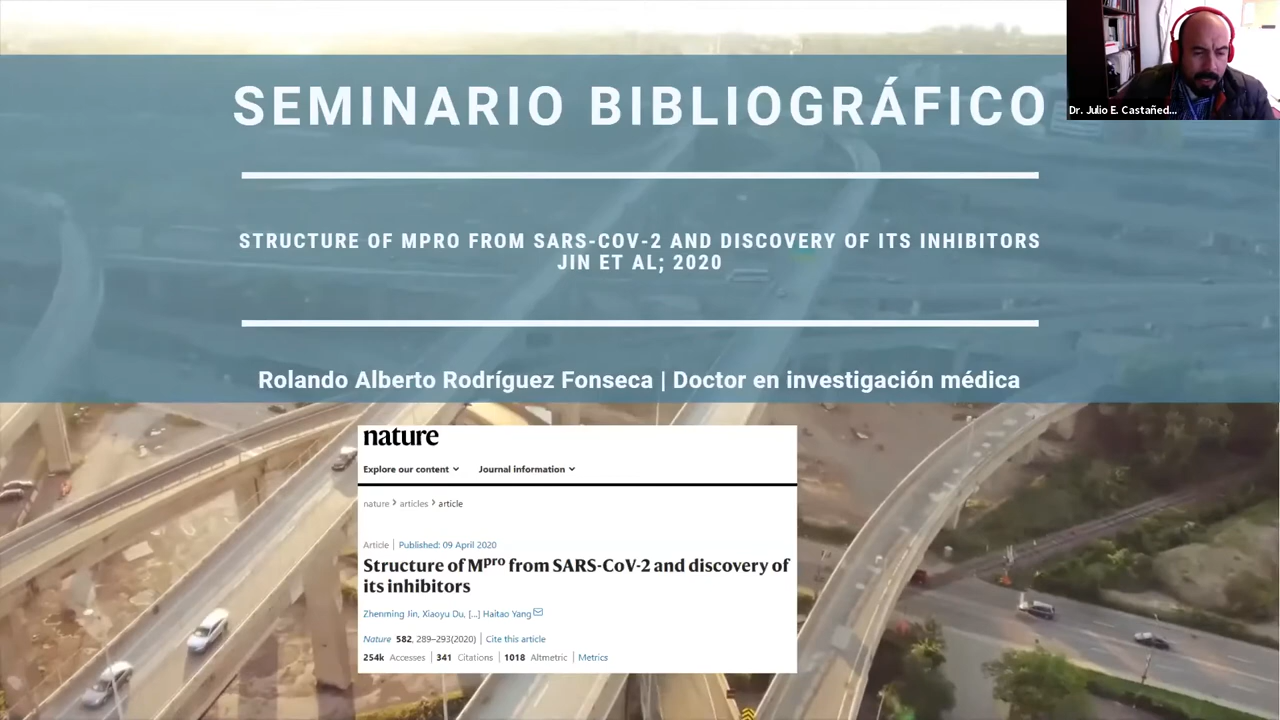 SEMINARIO BIBLIOGRÁFICO
Dr. Julio E. Castañed...
STRUCTURE OF MPRO FROM SARS-COV-2 AND DISCOVERY OF ITS INHIBITORS
JIN ET AL; 2020
Rolando Alberto Rodríguez Fonseca | Doctor en investigación médica
nature
Explore our content Journal information
nature > articles > article
Article | Published: 09 April 2020
Structure of Mpro from SARS-CoV-2 and discovery of
its inhibitors
Zhenming Jin, Xiaoyu Du, [...] Haitao Yang
Nature 582, 289–293(2020) | Cite this article
254k Accesses | 341 Citations | 1018 Altmetric | Metrics